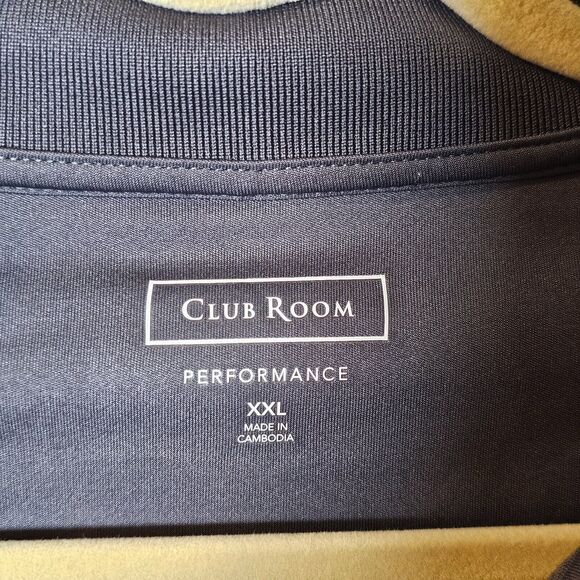 CLUB ROOM
PERFORMANCE
XXL
MADE IN
CAMBODIA